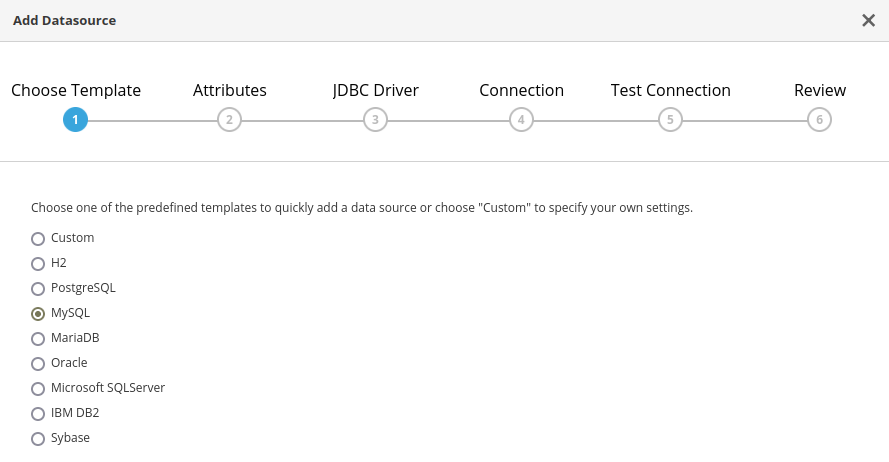 Add Datasource
Choose Template Attributes JDBC Driver Connection Test Connection Review
1 2 3 4 5 6
Choose one of the predefined templates to quickly add a data source or choose "Custom" to specify your own settings.
Custom
H2
PostgreSQL
MySQL
MariaDB
Oracle
Microsoft SQLServer
IBM DB2
Sybase